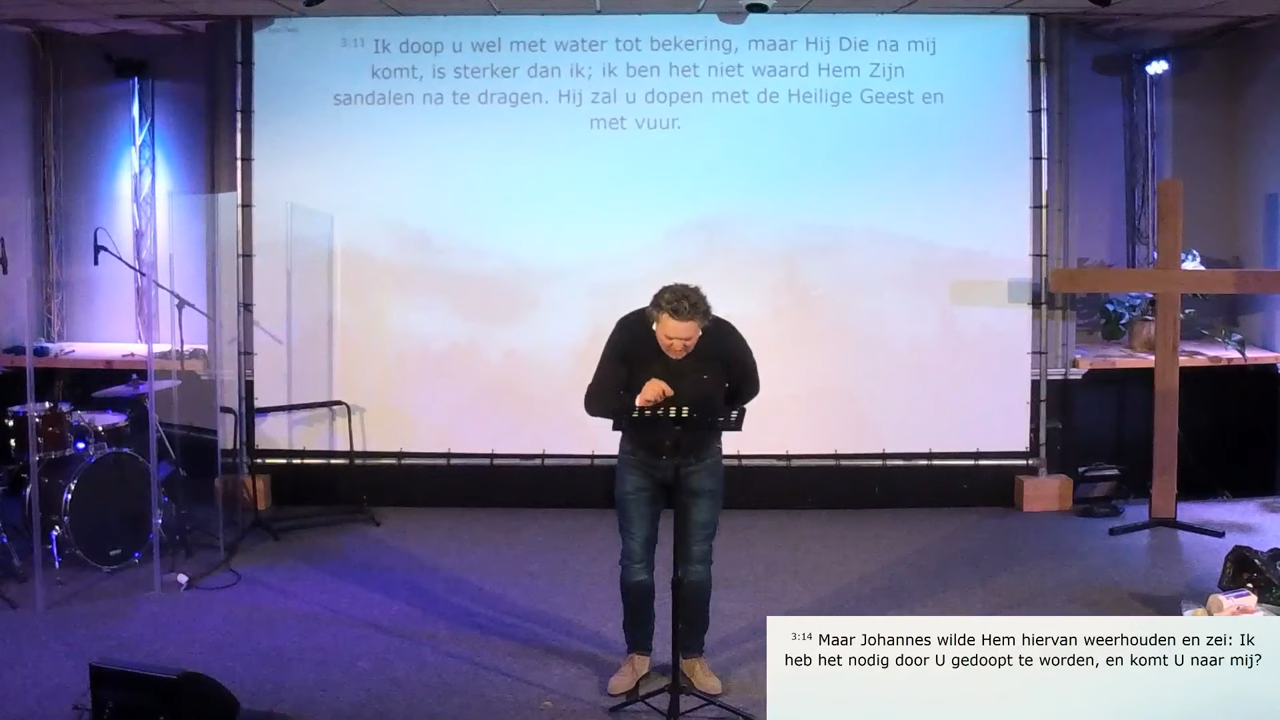 3:11 Ik doop u wel met water tot bekering, maar Hij Die na mij
komt, is sterker dan ik; ik ben het niet waard Hem Zijn
sandalen na te dragen. Hij zal u dopen met de Heilige Geest en
met vuur.
3:14 Maar Johannes wilde Hem hiervan weerhouden en zei: Ik
heb het nodig door U gedoopt te worden, en komt U naar mij?